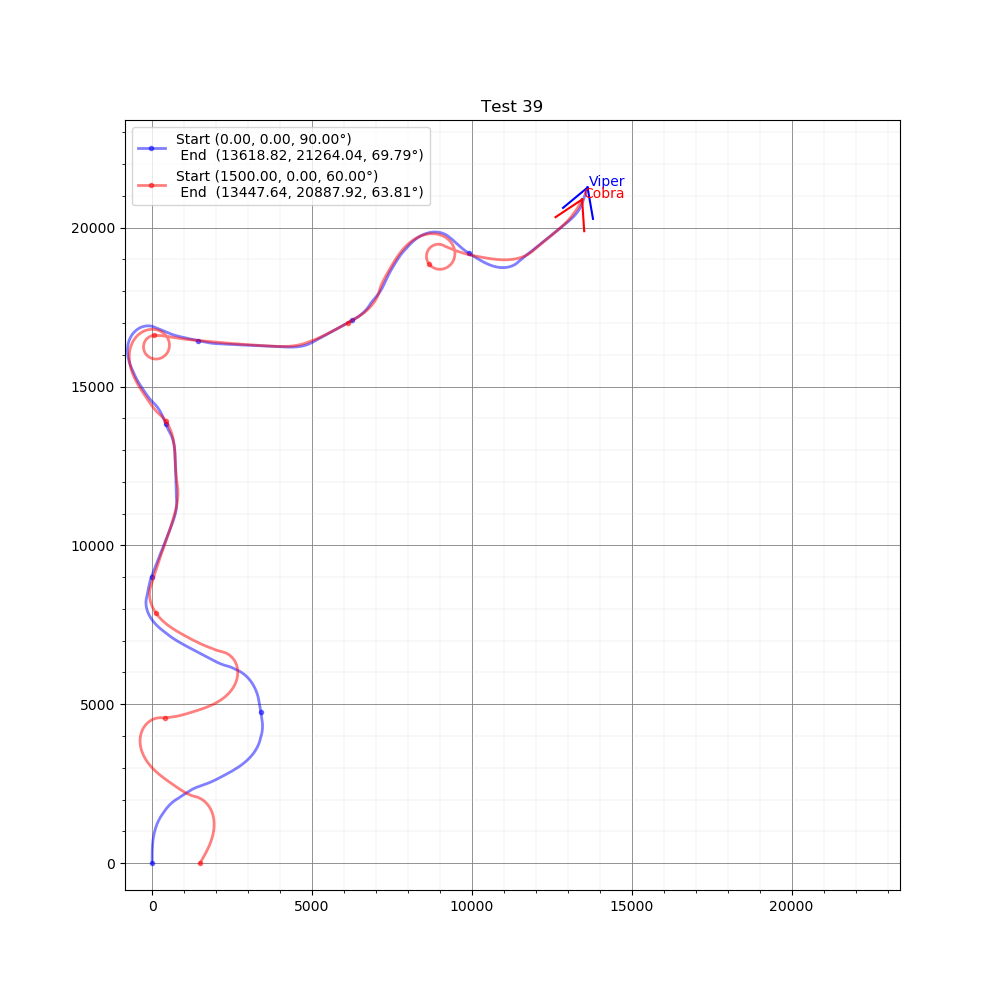 Test 39
Start (0.00, 0.00, 90.00°)
End  (13618.82, 21264.04, 69.79°)
Start (1500.00, 0.00, 60.00°)
End  (13447.64, 20887.92, 63.81°)
Viper
Cobra
20000
15000
10000
5000
0
0
5000
10000
15000
20000